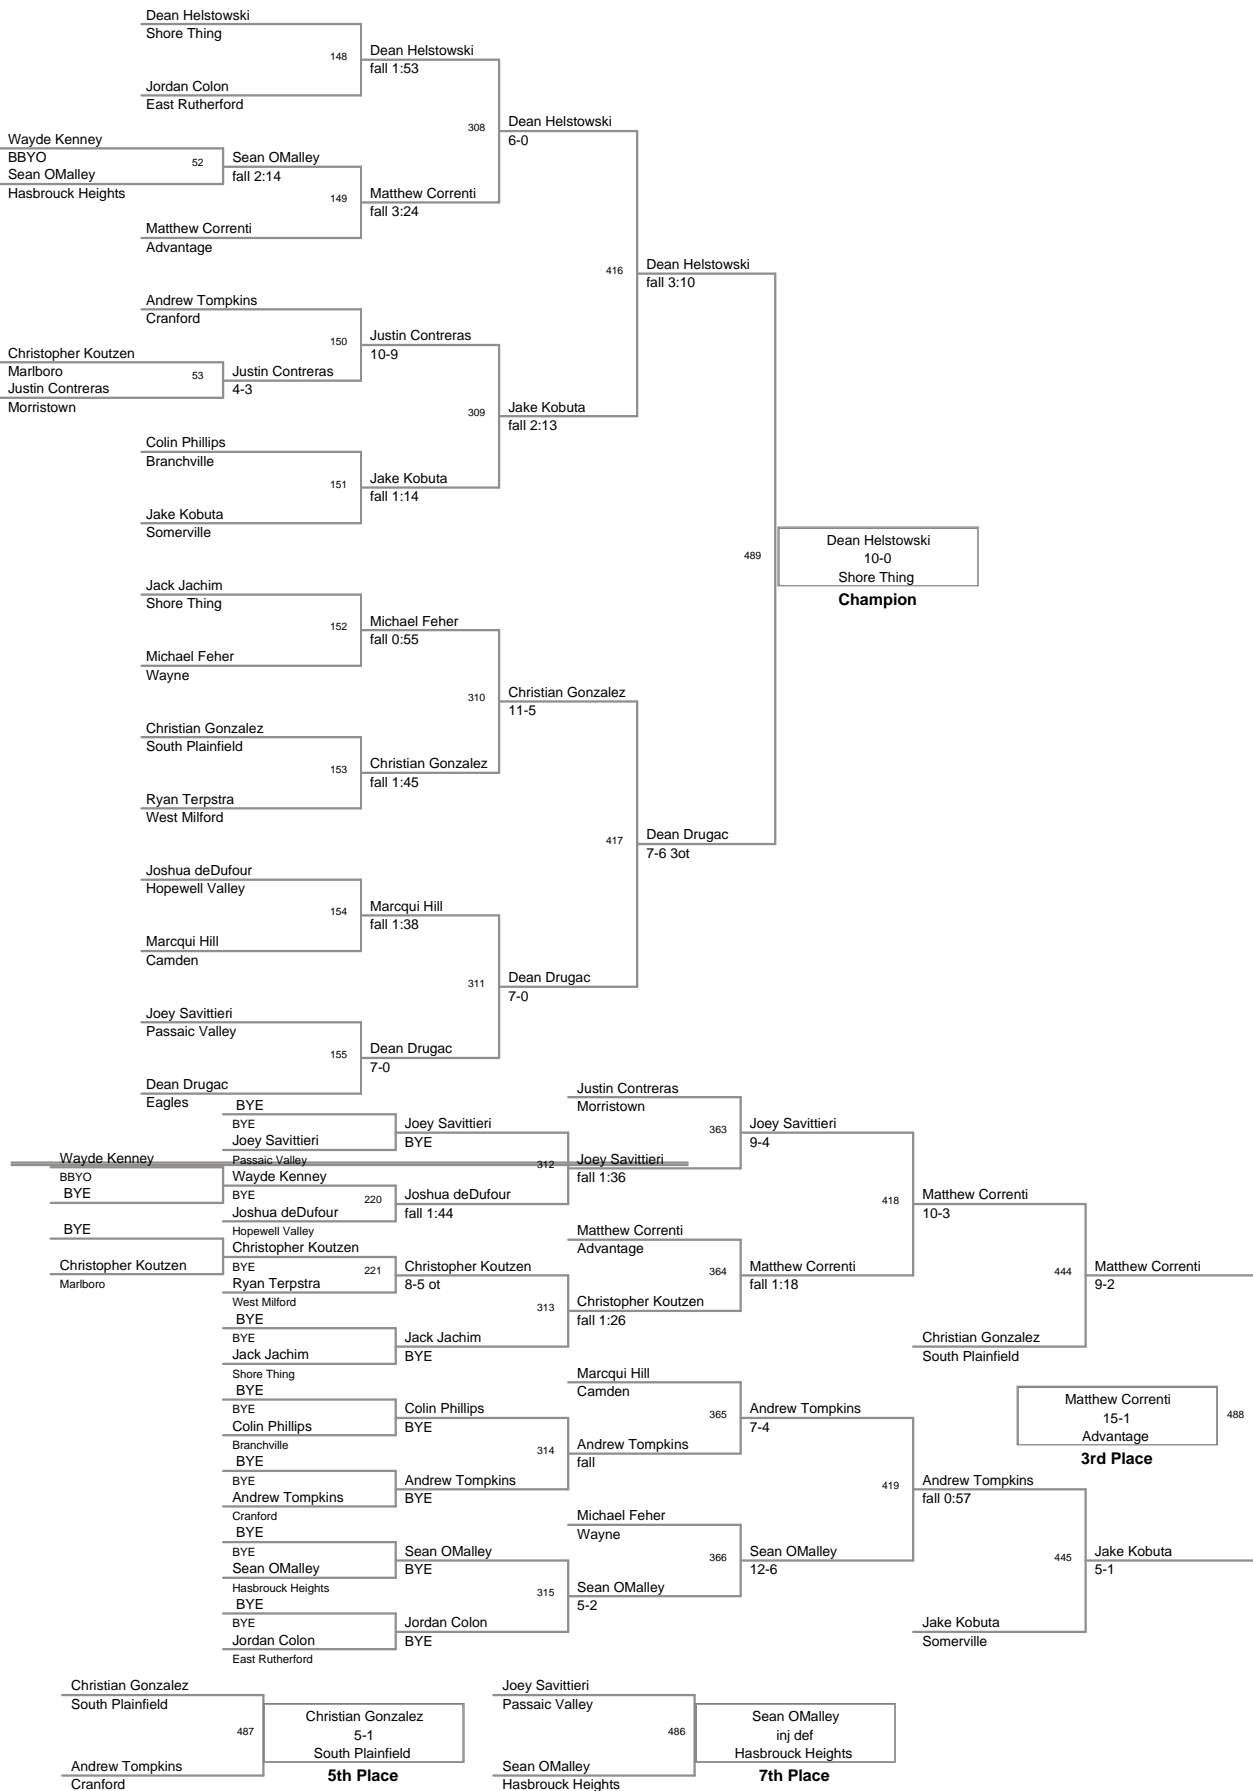 Dean Helstowski
Shore Thing
148
Dean Helstowski
fall 1:53
Jordan Colon
East Rutherford
308
Dean Helstowski
6-0
Wayde Kenney
BBYO
52
Sean OMalley
fall 2:14
Sean OMalley
Hasbrouck Heights
149
Matthew Correnti
fall 3:24
Matthew Correnti
Advantage
416
Dean Helstowski
fall 3:10
Andrew Tompkins
Cranford
150
Justin Contreras
10-9
Christopher Koutzen
Marlboro
53
Justin Contreras
4-3
Justin Contreras
Morristown
309
Jake Kobuta
fall 2:13
Colin Phillips
Branchville
151
Jake Kobuta
fall 1:14
Jake Kobuta
Somerville
489
Dean Helstowski
10-0
Shore Thing
Champion
Jack Jachim
Shore Thing
152
Michael Feher
fall 0:55
Michael Feher
Wayne
310
Christian Gonzalez
11-5
Christian Gonzalez
South Plainfield
153
Christian Gonzalez
fall 1:45
Ryan Terpstra
West Milford
417
Dean Drugac
7-6 3ot
Joshua deDufour
Hopewell Valley
154
Marcqui Hill
fall 1:38
Marcqui Hill
Camden
311
Dean Drugac
7-0
Joey Savittieri
Passaic Valley
155
Dean Drugac
7-0
Dean Drugac
Eagles
BYE
BYE
Joey Savittieri
Passaic Valley
Joey Savittieri
BYE
Justin Contreras
Morristown
363
Joey Savittieri
9-4
312
Joey Savittieri
fall 1:36
Wayde Kenney
BBYO
BYE
Wayde Kenney
BYE
220
Joshua deDufour
Hopewell Valley
Joshua deDufour
fall 1:44
418
Matthew Correnti
10-3
BYE
Christopher Koutzen
Marlboro
Christopher Koutzen
BYE
221
Ryan Terpstra
West Milford
Christopher Koutzen
8-5 ot
Matthew Correnti
Advantage
364
Matthew Correnti
fall 1:18
444
Matthew Correnti
9-2
313
Christopher Koutzen
fall 1:26
BYE
BYE
Jack Jachim
Shore Thing
Jack Jachim
BYE
Christian Gonzalez
South Plainfield
Marcqui Hill
Camden
365
Andrew Tompkins
7-4
Matthew Correnti
15-1
Advantage
488
3rd Place
BYE
BYE
Colin Phillips
Branchville
Colin Phillips
BYE
314
Andrew Tompkins
fall
BYE
BYE
Andrew Tompkins
Cranford
Andrew Tompkins
BYE
419
Andrew Tompkins
fall 0:57
Michael Feher
Wayne
366
Sean OMalley
12-6
BYE
BYE
Sean OMalley
Hasbrouck Heights
Sean OMalley
BYE
445
Jake Kobuta
5-1
315
Sean OMalley
5-2
BYE
BYE
Jordan Colon
East Rutherford
Jordan Colon
BYE
Jake Kobuta
Somerville
Christian Gonzalez
South Plainfield
487
Christian Gonzalez
5-1
South Plainfield
5th Place
Andrew Tompkins
Cranford
Joey Savittieri
Passaic Valley
486
Sean OMalley
inj def
Hasbrouck Heights
7th Place
Sean OMalley
Hasbrouck Heights